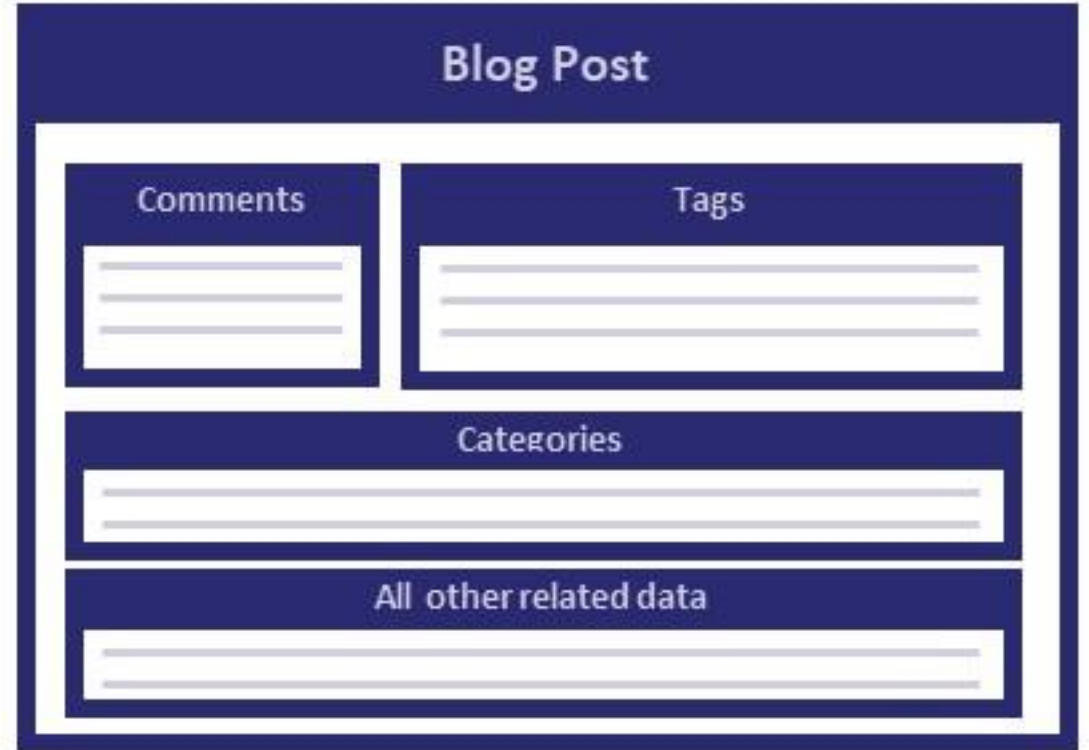 Blog Post
Comments
Tags
Categories
All other related data